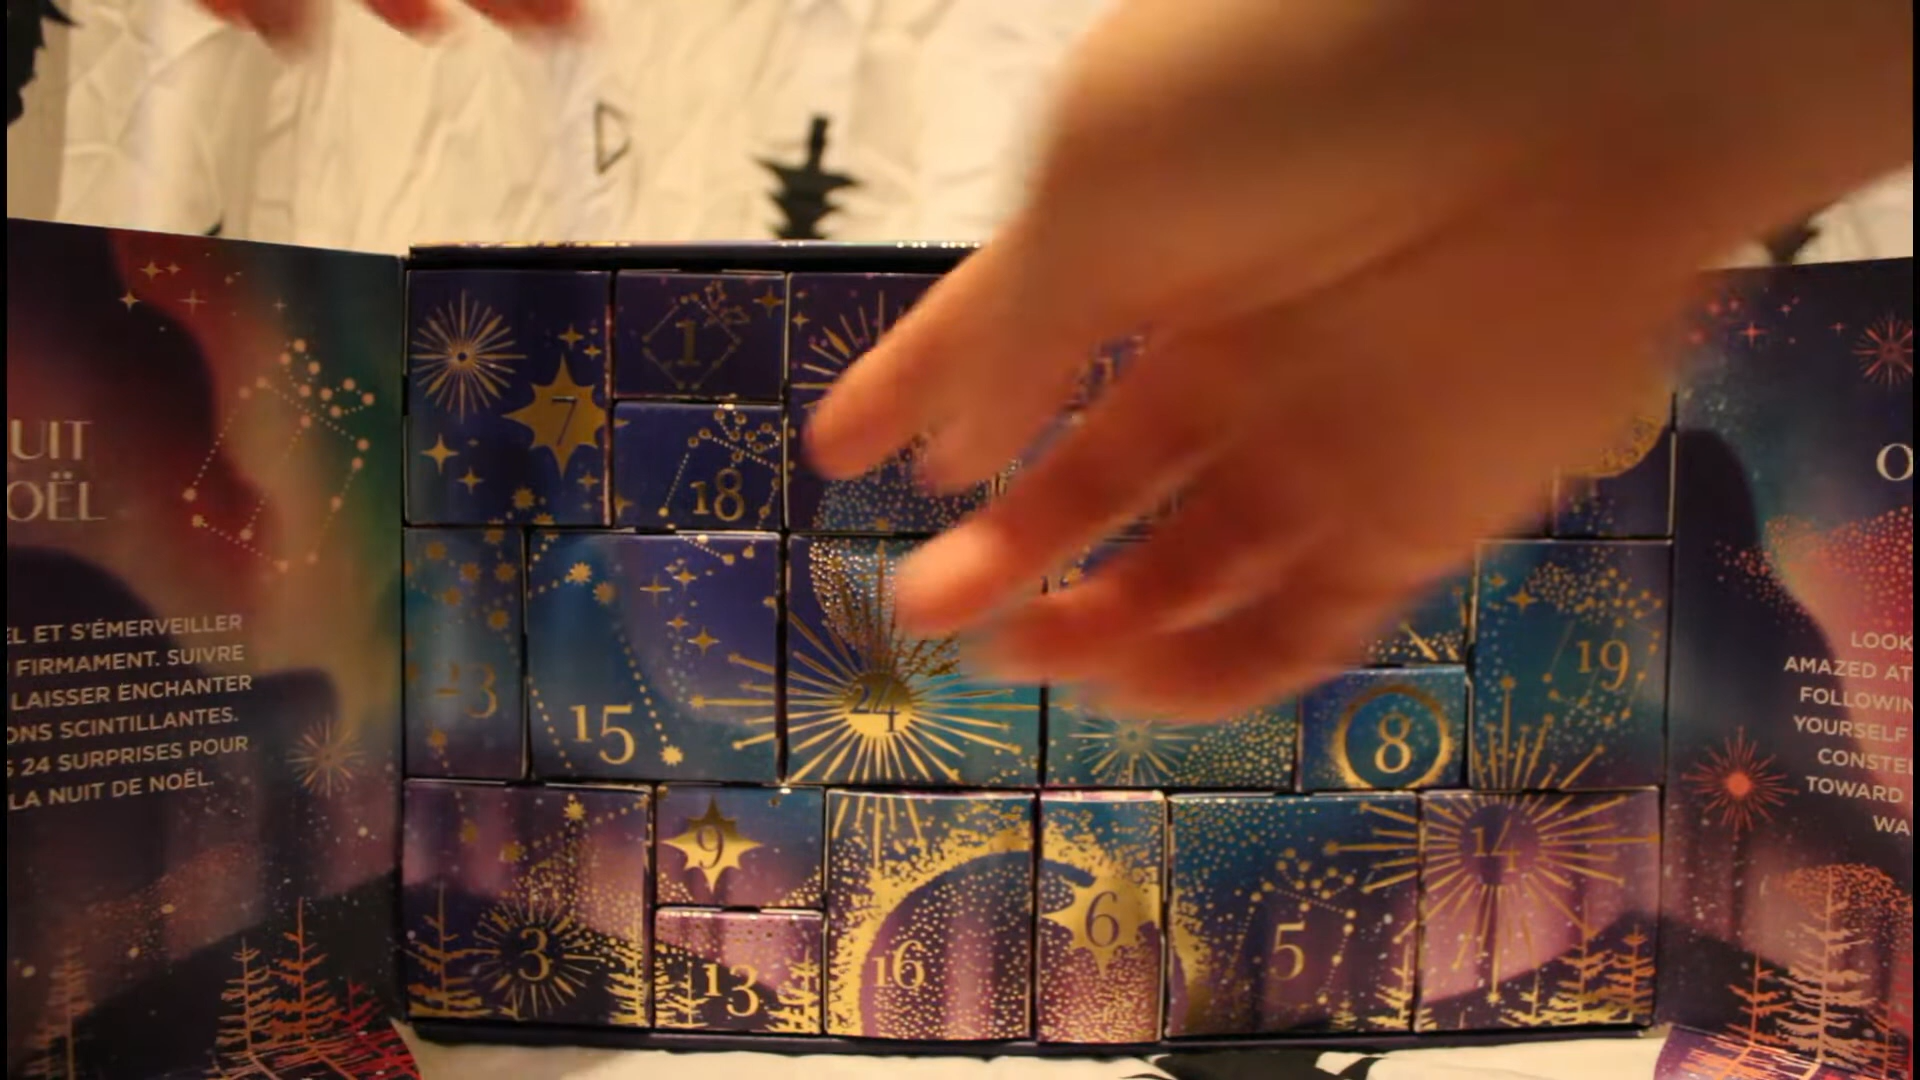 UIT
OËL
EL ET S'ÉMERVEILLER
FIRMAMENT. SUIVRE
LAISSER ENCHANTER
ONS SCINTILLANTES.
24 SURPRISES POUR
LA NUIT DE NOËL.
7
1
18
15
24
19
8
9
3
13
16
6
5
14
O
LOOK
AMAZED AT
FOLLOWIN
YOURSELF
CONSTEL
TOWARD
WA